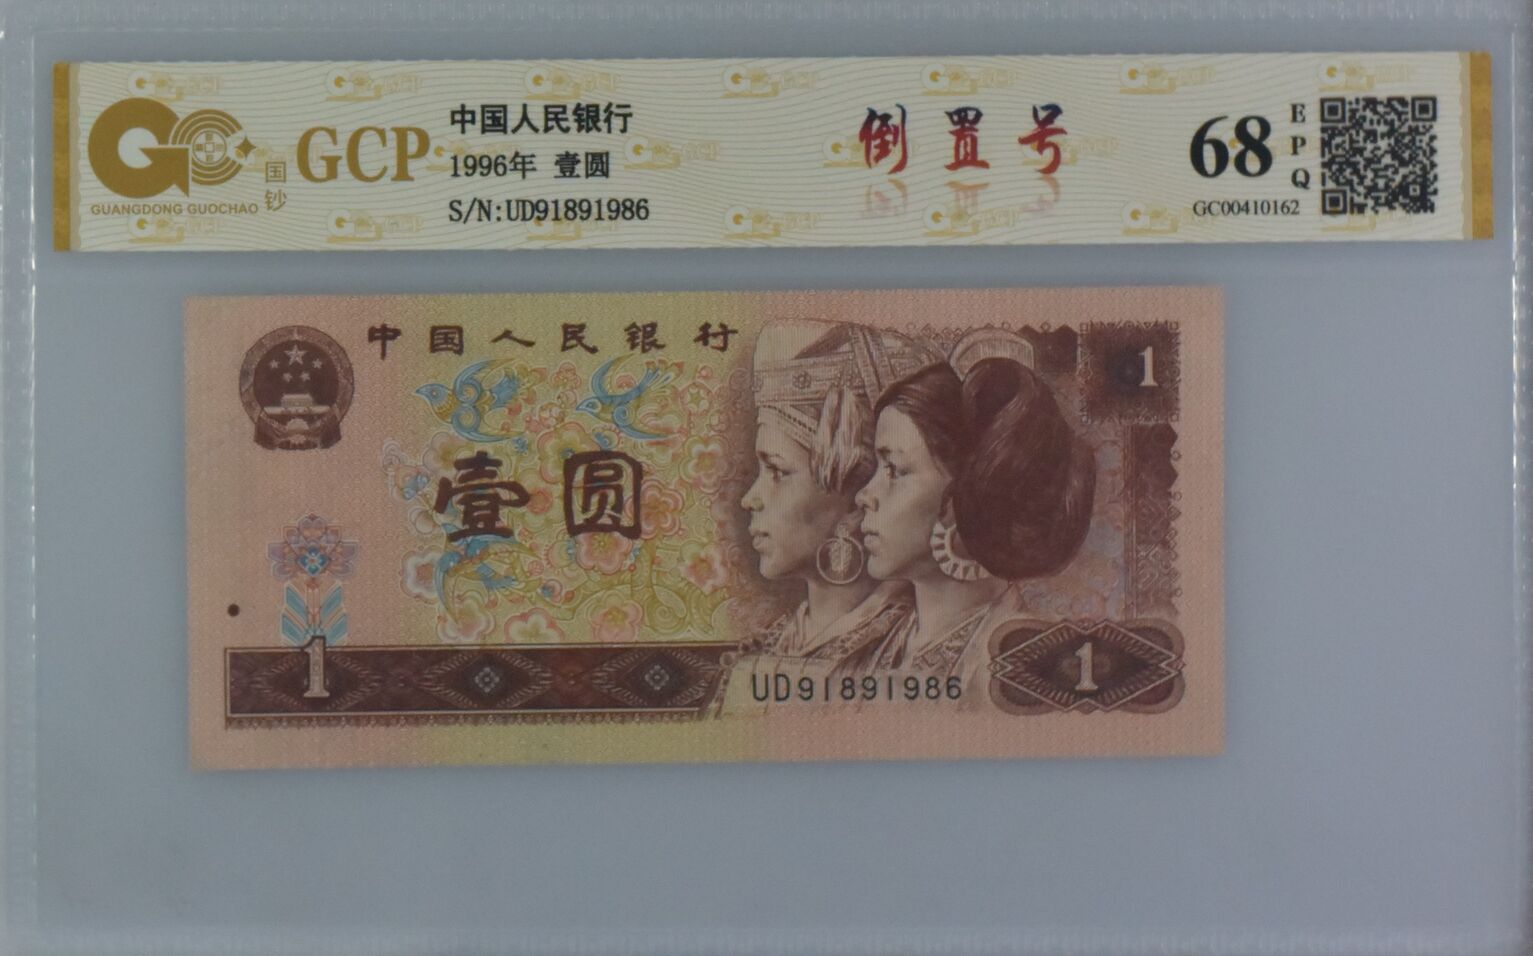 GUANGDONG GUOCHAO
国钞
GCP
中国人民银行
1996年 壹圆
S/N:UD91891986
倒置号
68
EPQ
GC00410162
中国人民银行
1
壹圆
1
UD91891986
1